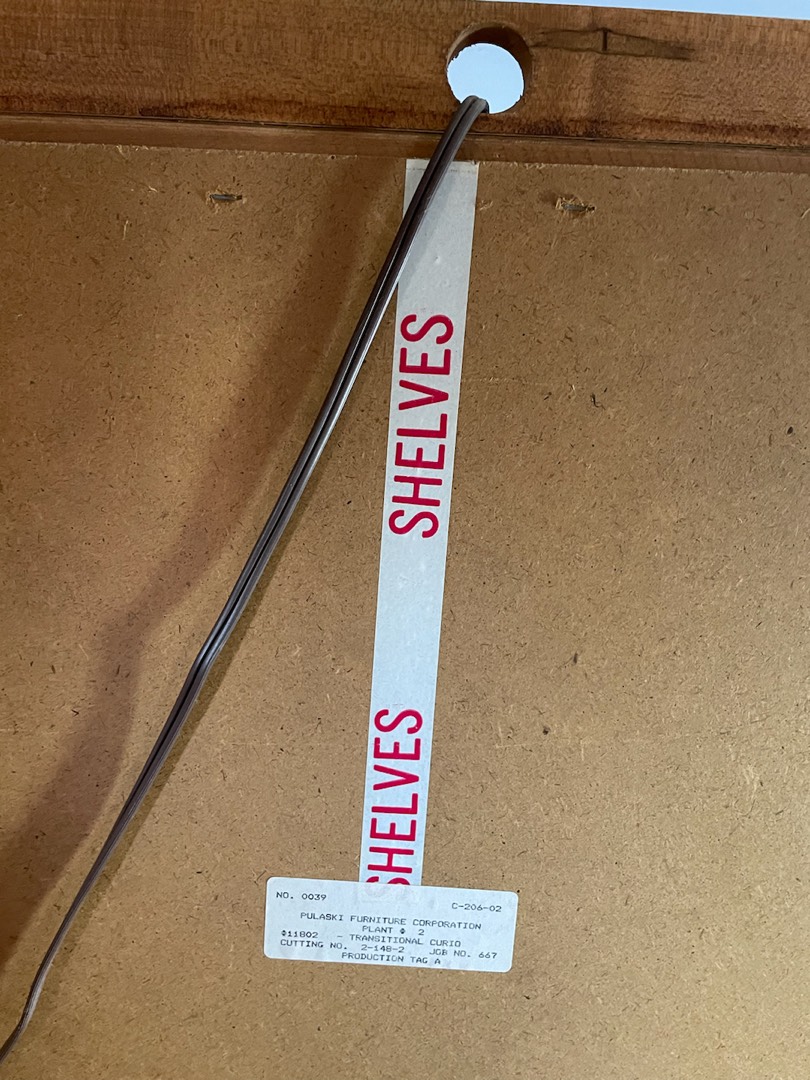 SHELVES
SHELVES
NO. 0039 C-206-02
PULASKI FURNITURE CORPORATION
PLANT # 2
#11802 - TRANSITIONAL CURIO
CUTTING NO. 2-148-2 JOB NO. 667
PRODUCTION TAG A